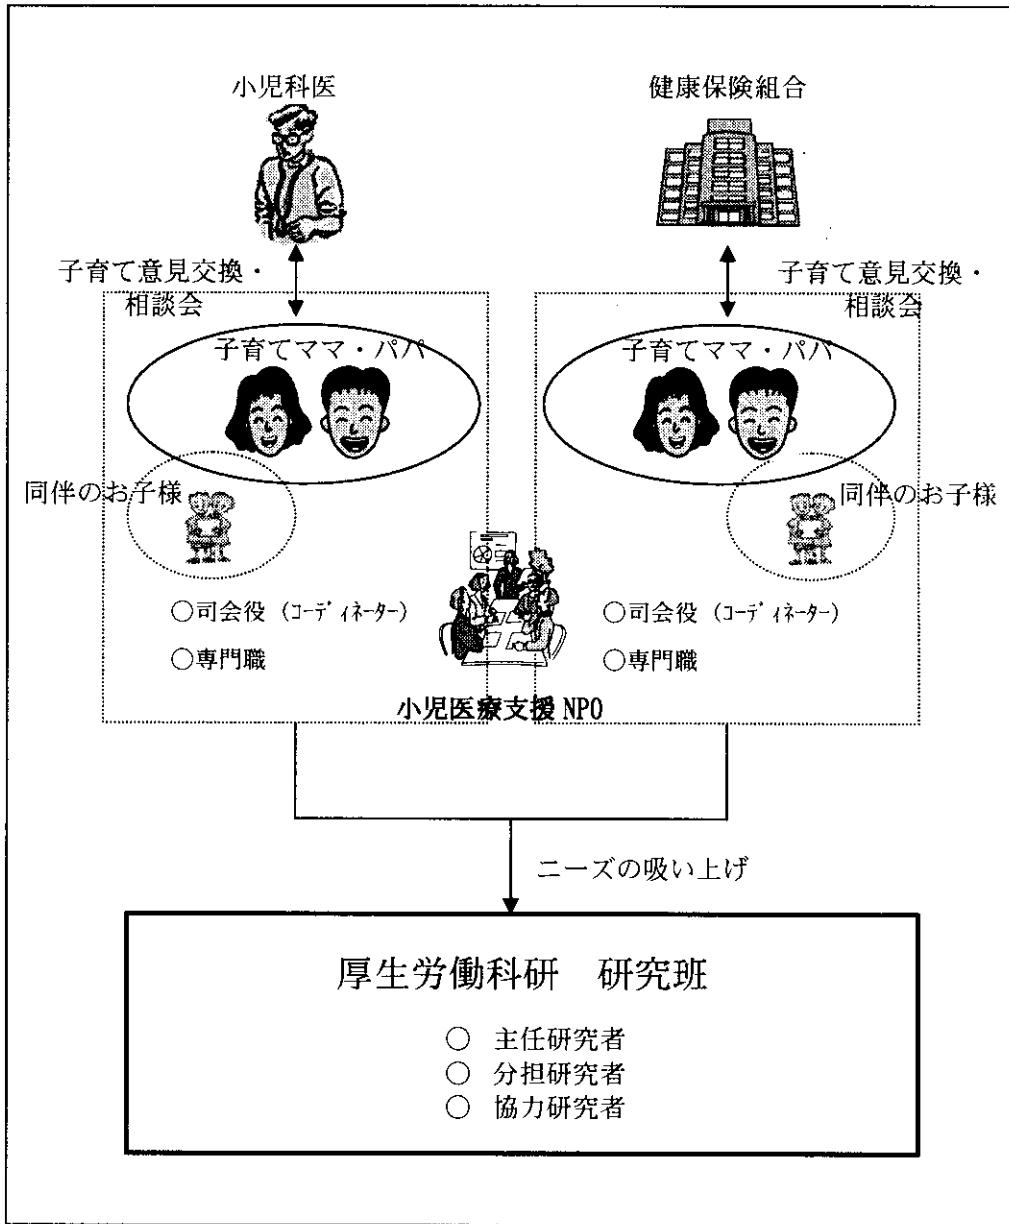 小児科医
健康保険組合
子育て意見交換・
相談会
子育て意見交換・
相談会
子育てママ・パパ
子育てママ・パパ
同伴のお子様
同伴のお子様
○司会役（ｺｰﾃﾞｨﾈｰﾀｰ）
○専門職
○司会役（ｺｰﾃﾞｨﾈｰﾀｰ）
○専門職
小児医療支援 NPO
ニーズの吸い上げ
厚生労働科研　研究班
○　主任研究者
○　分担研究者
○　協力研究者